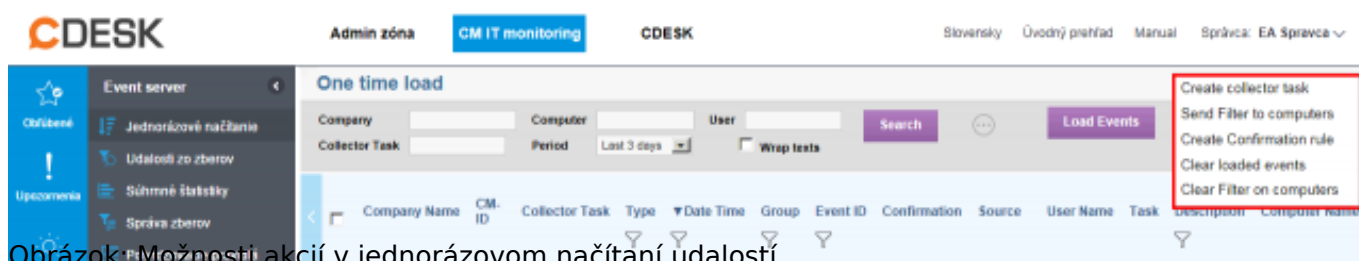 CDESK
Admin zóna CM IT monitoring CDESK Slovensky Úvodný prehľad Manual Správca: EA Spravca
Obľúbené
Upozornenia
Event server
Jednorázové načítanie
Udalosti zo zberov
Súhrnné štatistiky
Správa zberov
One time load
Company Computer User Search Load Events
Collector Task Period Last 3 days Wrap texts
Create collector task
Send Filter to computers
Create Confirmation rule
Clear loaded events
Clear Filter on computers
Company Name CM-ID Collector Task Type ▼Date Time Group Event ID Confirmation Source User Name Task Description Computer Name
Obrázok: Možnosti akcií v jednorázovom načítaní udalostí